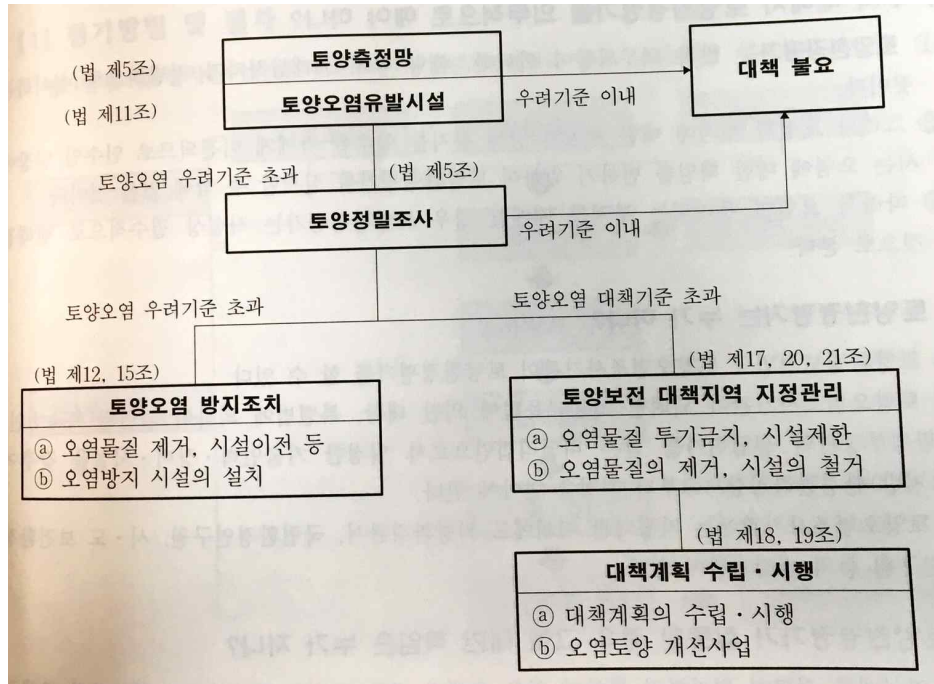 (법 제5조)
토양측정망
대책 불요
(법 제11조)
토양오염유발시설
우려기준 이내
토양오염 우려기준 초과
(법 제5조)
토양정밀조사
우려기준 이내
토양오염 우려기준 초과
토양오염 대책기준 초과
(법 제12, 15조)
토양오염 방지조치
ⓐ 오염물질 제거, 시설이전 등
ⓑ 오염방지 시설의 설치
(법 제17, 20, 21조)
토양보전 대책지역 지정관리
ⓐ 오염물질 투기금지, 시설제한
ⓑ 오염물질의 제거, 시설의 철거
(법 제18, 19조)
대책계획 수립·시행
ⓐ 대책계획의 수립·시행
ⓑ 오염토양 개선사업